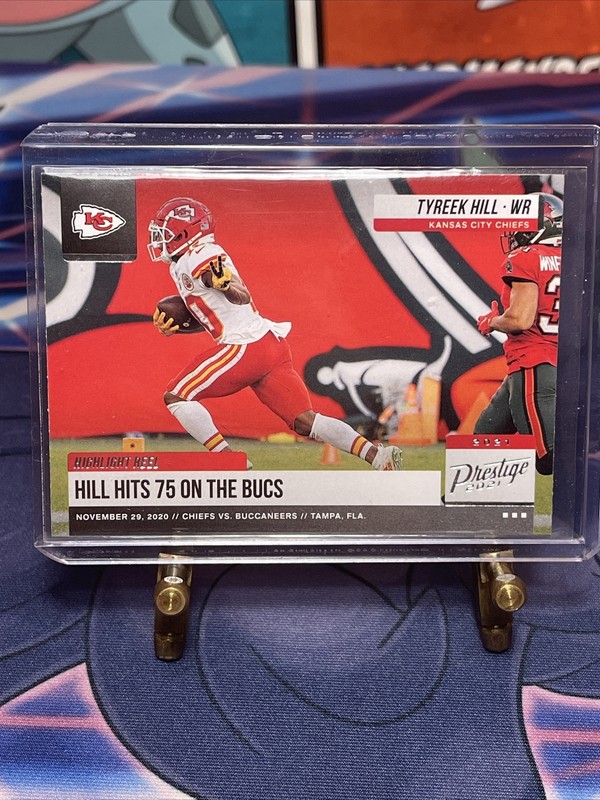 KC
TYREEK HILL · WR
KANSAS CITY CHIEFS
HIGHLIGHT REEL
HILL HITS 75 ON THE BUCS
NOVEMBER 29, 2020 // CHIEFS VS. BUCCANEERS // TAMPA, FLA.
2021
Prestige
2021